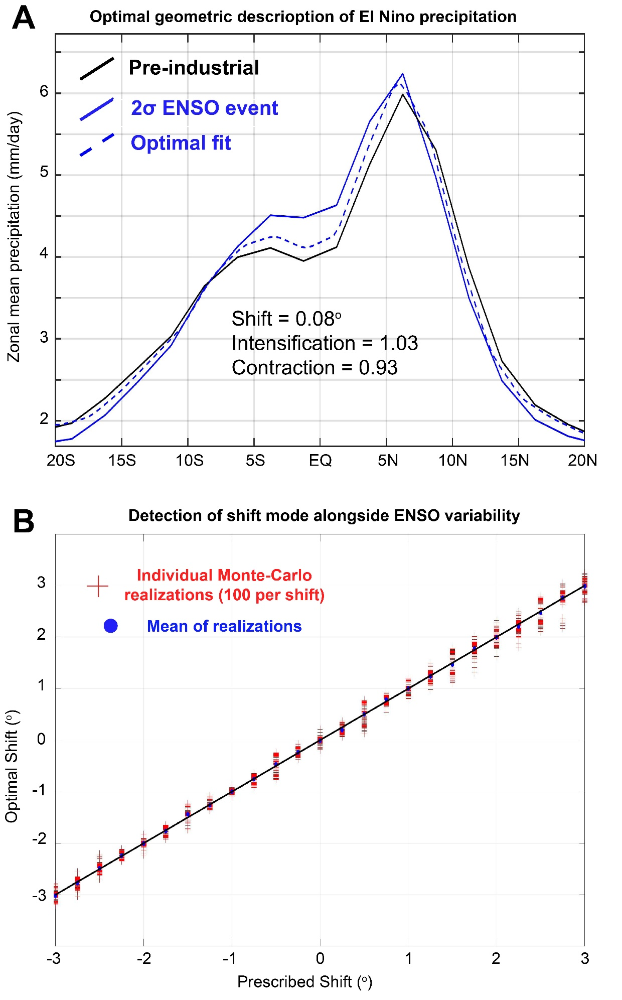 A
Optimal geometric descrioption of El Nino precipitation
Pre-industrial
2σ ENSO event
Optimal fit
Zonal mean precipitation (mm/day)
6
5
4
3
2
Shift = 0.08º
Intensification = 1.03
Contraction = 0.93
20S 15S 10S 5S EQ 5N 10N 15N 20N
B
Detection of shift mode alongside ENSO variability
Individual Monte-Carlo
realizations (100 per shift)
Mean of realizations
Optimal Shift (º)
3
2
1
0
-1
-2
-3
-3 -2 -1 0 1 2 3
Prescribed Shift (º)